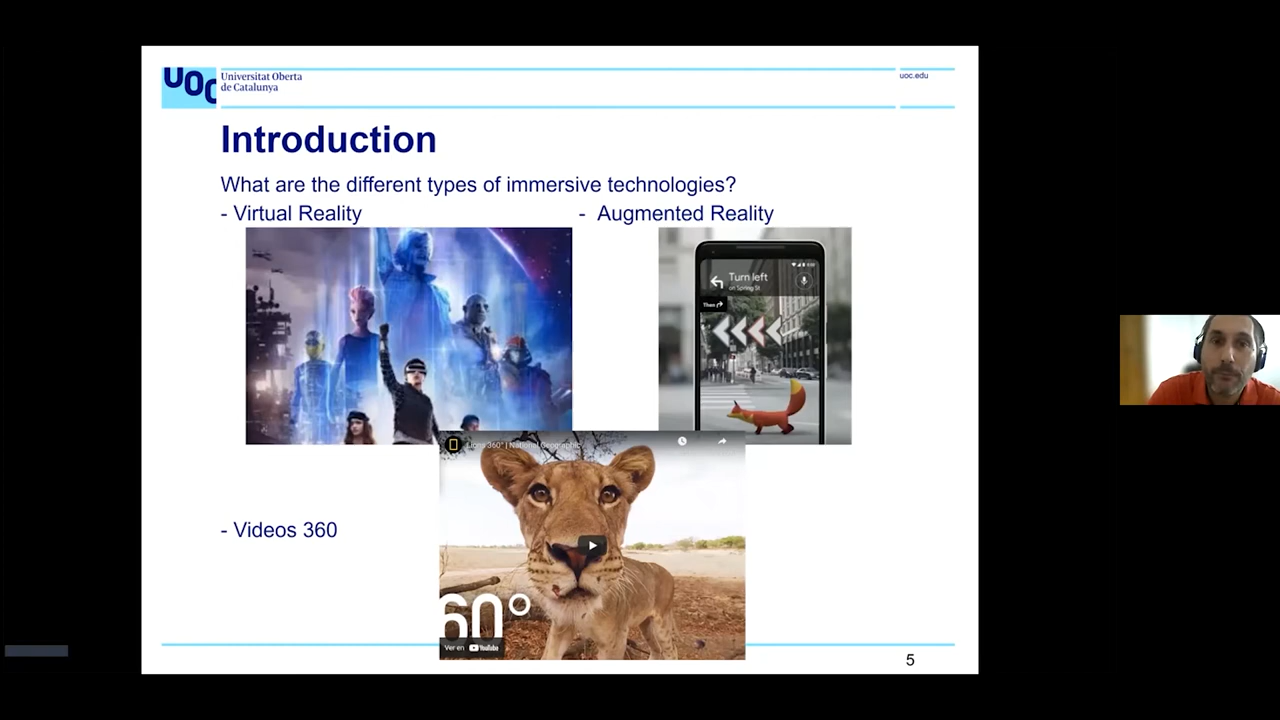 UOC
Universitat Oberta
de Catalunya
uoc.edu
Introduction
What are the different types of immersive technologies?
- Virtual Reality
- Augmented Reality
Turn left
on Spring St
Then
Lions 360° | National Geographic
- Videos 360
60°
Ver en YouTube
5